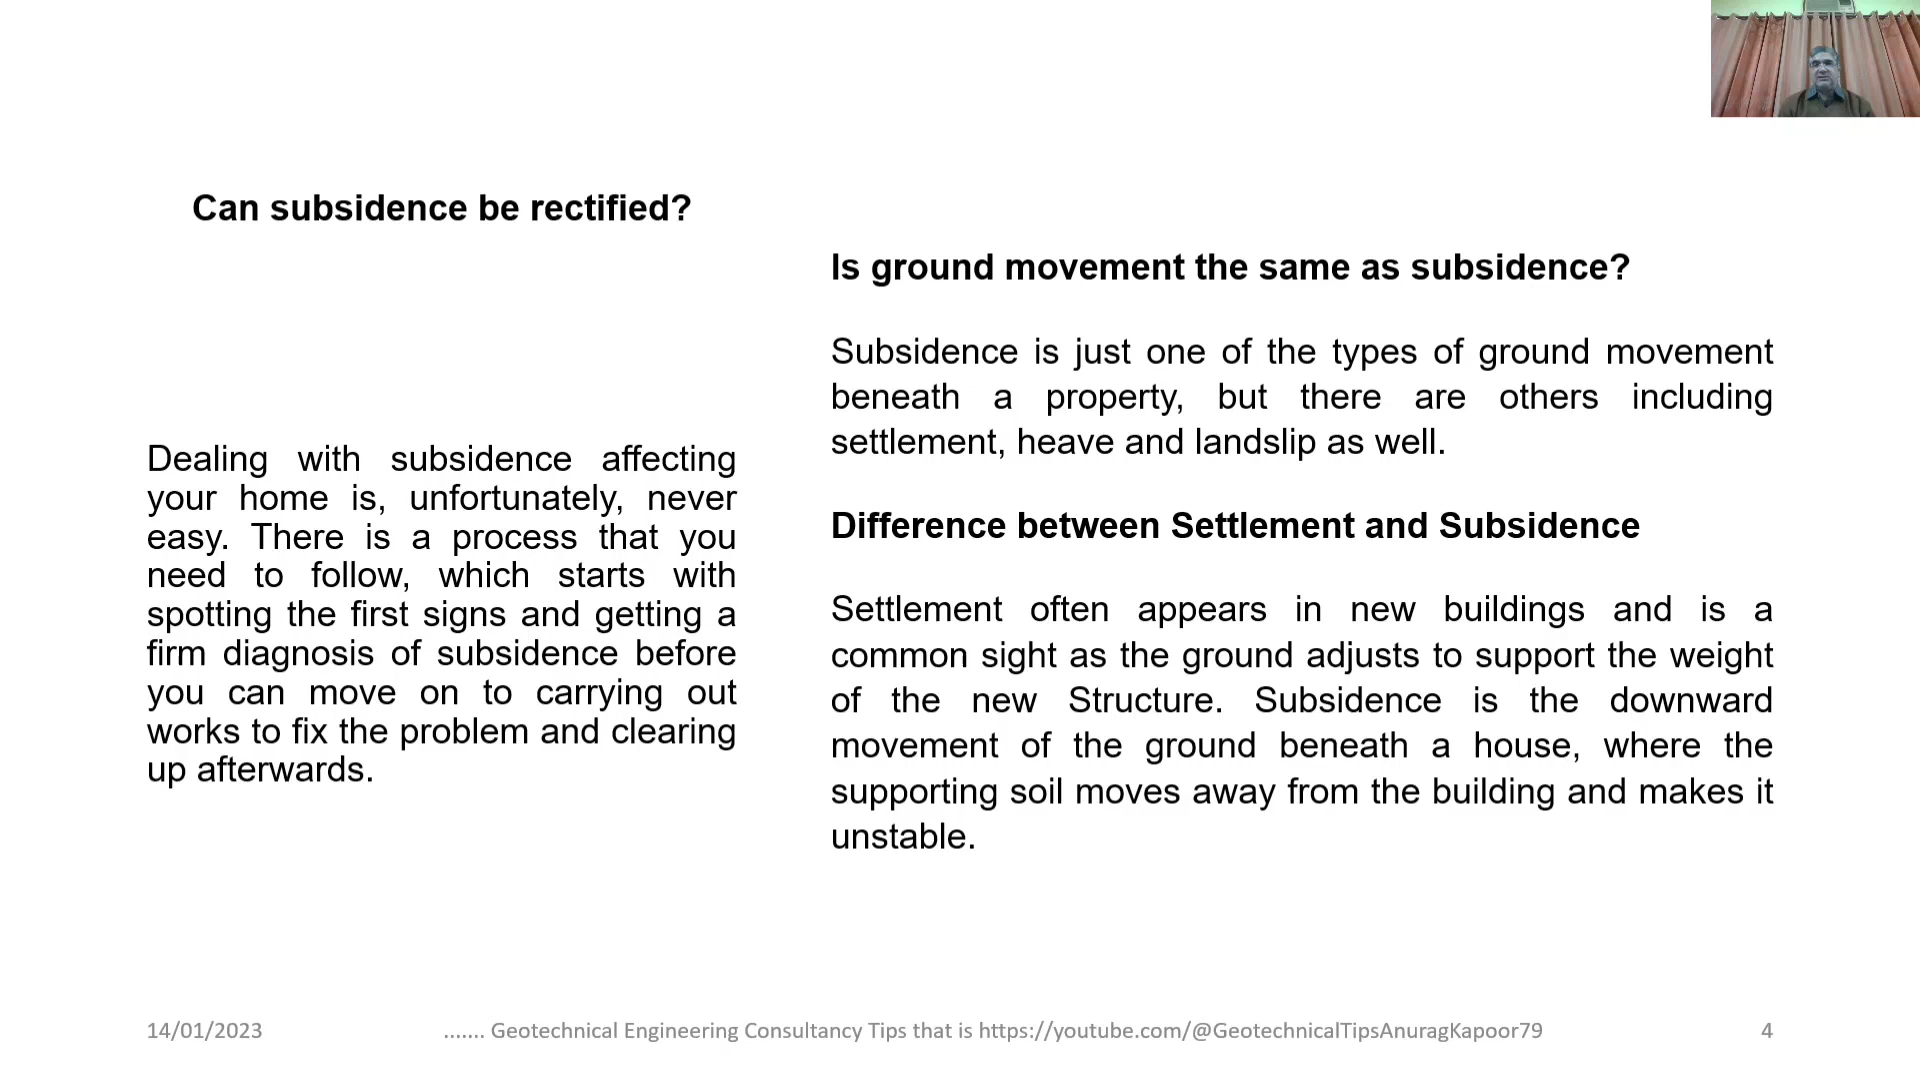 Can subsidence be rectified?
Dealing with subsidence affecting
your home is, unfortunately, never
easy. There is a process that you
need to follow, which starts with
spotting the first signs and getting a
firm diagnosis of subsidence before
you can move on to carrying out
works to fix the problem and clearing
up afterwards.
Is ground movement the same as subsidence?
Subsidence is just one of the types of ground movement
beneath a property, but there are others including
settlement, heave and landslip as well.
Difference between Settlement and Subsidence
Settlement often appears in new buildings and is a
common sight as the ground adjusts to support the weight
of the new Structure. Subsidence is the downward
movement of the ground beneath a house, where the
supporting soil moves away from the building and makes it
unstable.
14/01/2023
....... Geotechnical Engineering Consultancy Tips that is https://youtube.com/@GeotechnicalTipsAnuragKapoor79
4